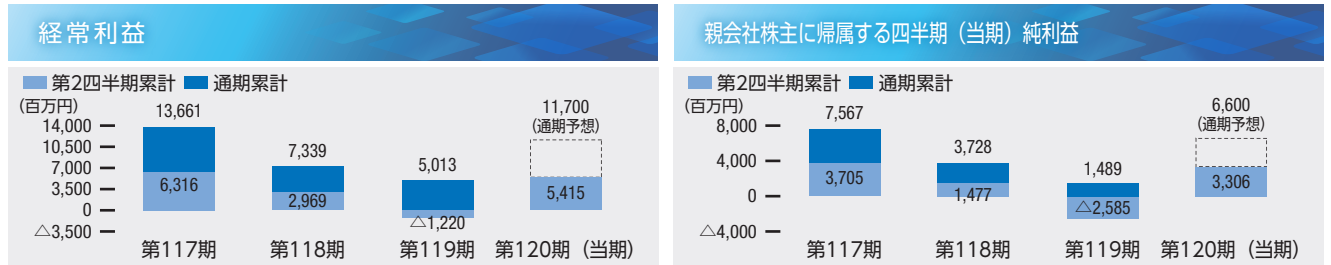 経常利益
第2四半期累計 通期累計
(百万円)
14,000
10,500
7,000
3,500
0
△3,500
13,661
6,316
7,339
2,969
5,013
△1,220
11,700
(通期予想)
5,415
第117期 第118期 第119期 第120期（当期）
親会社株主に帰属する四半期（当期）純利益
第2四半期累計 通期累計
(百万円)
8,000
4,000
0
△4,000
7,567
3,705
3,728
1,477
1,489
△2,585
6,600
(通期予想)
3,306
第117期 第118期 第119期 第120期（当期）